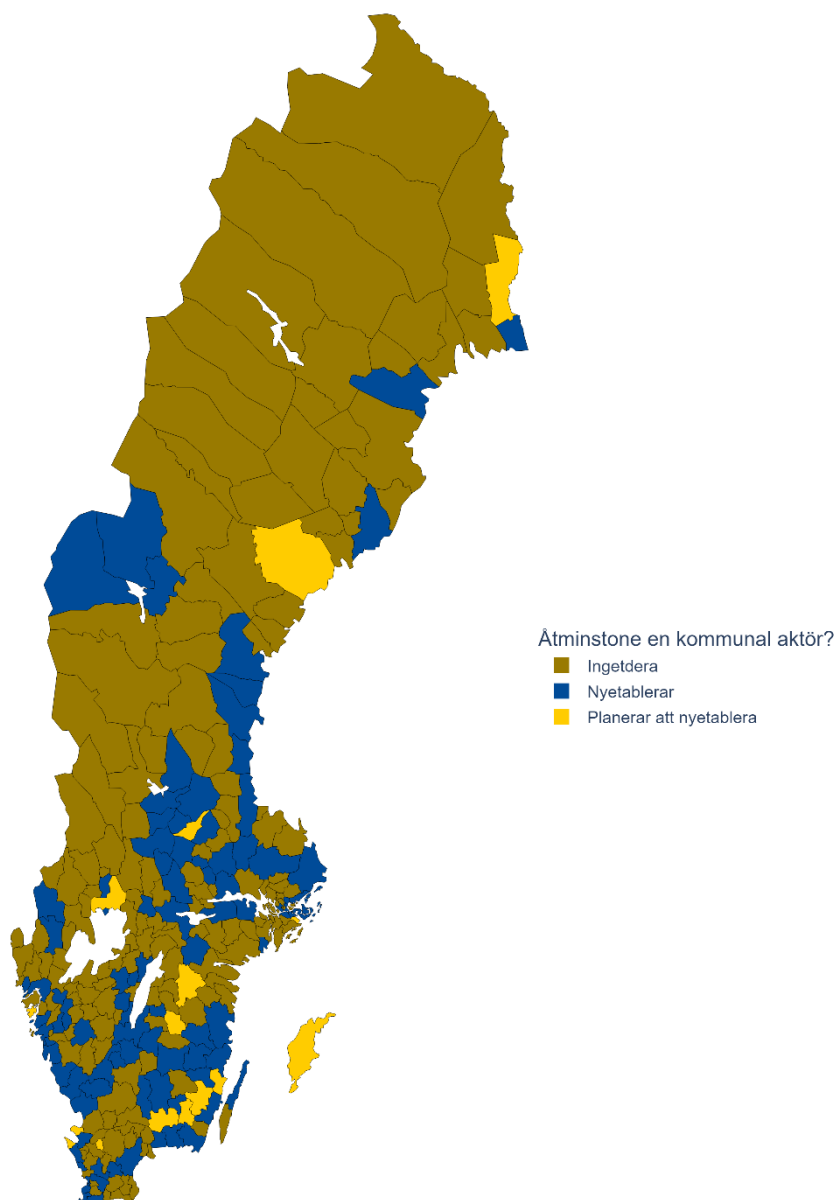 Åtminstone en kommunal aktör?
Ingetdera
Nyetablerar
Planerar att nyetablera